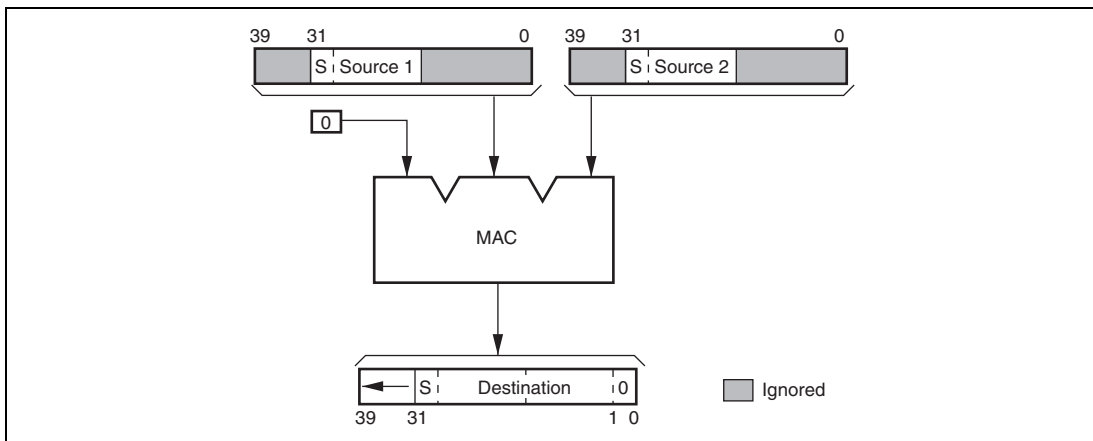 39 31 0 39 31 0
S Source 1 S Source 2
0
MAC
S Destination 0 Ignored
39 31 1 0